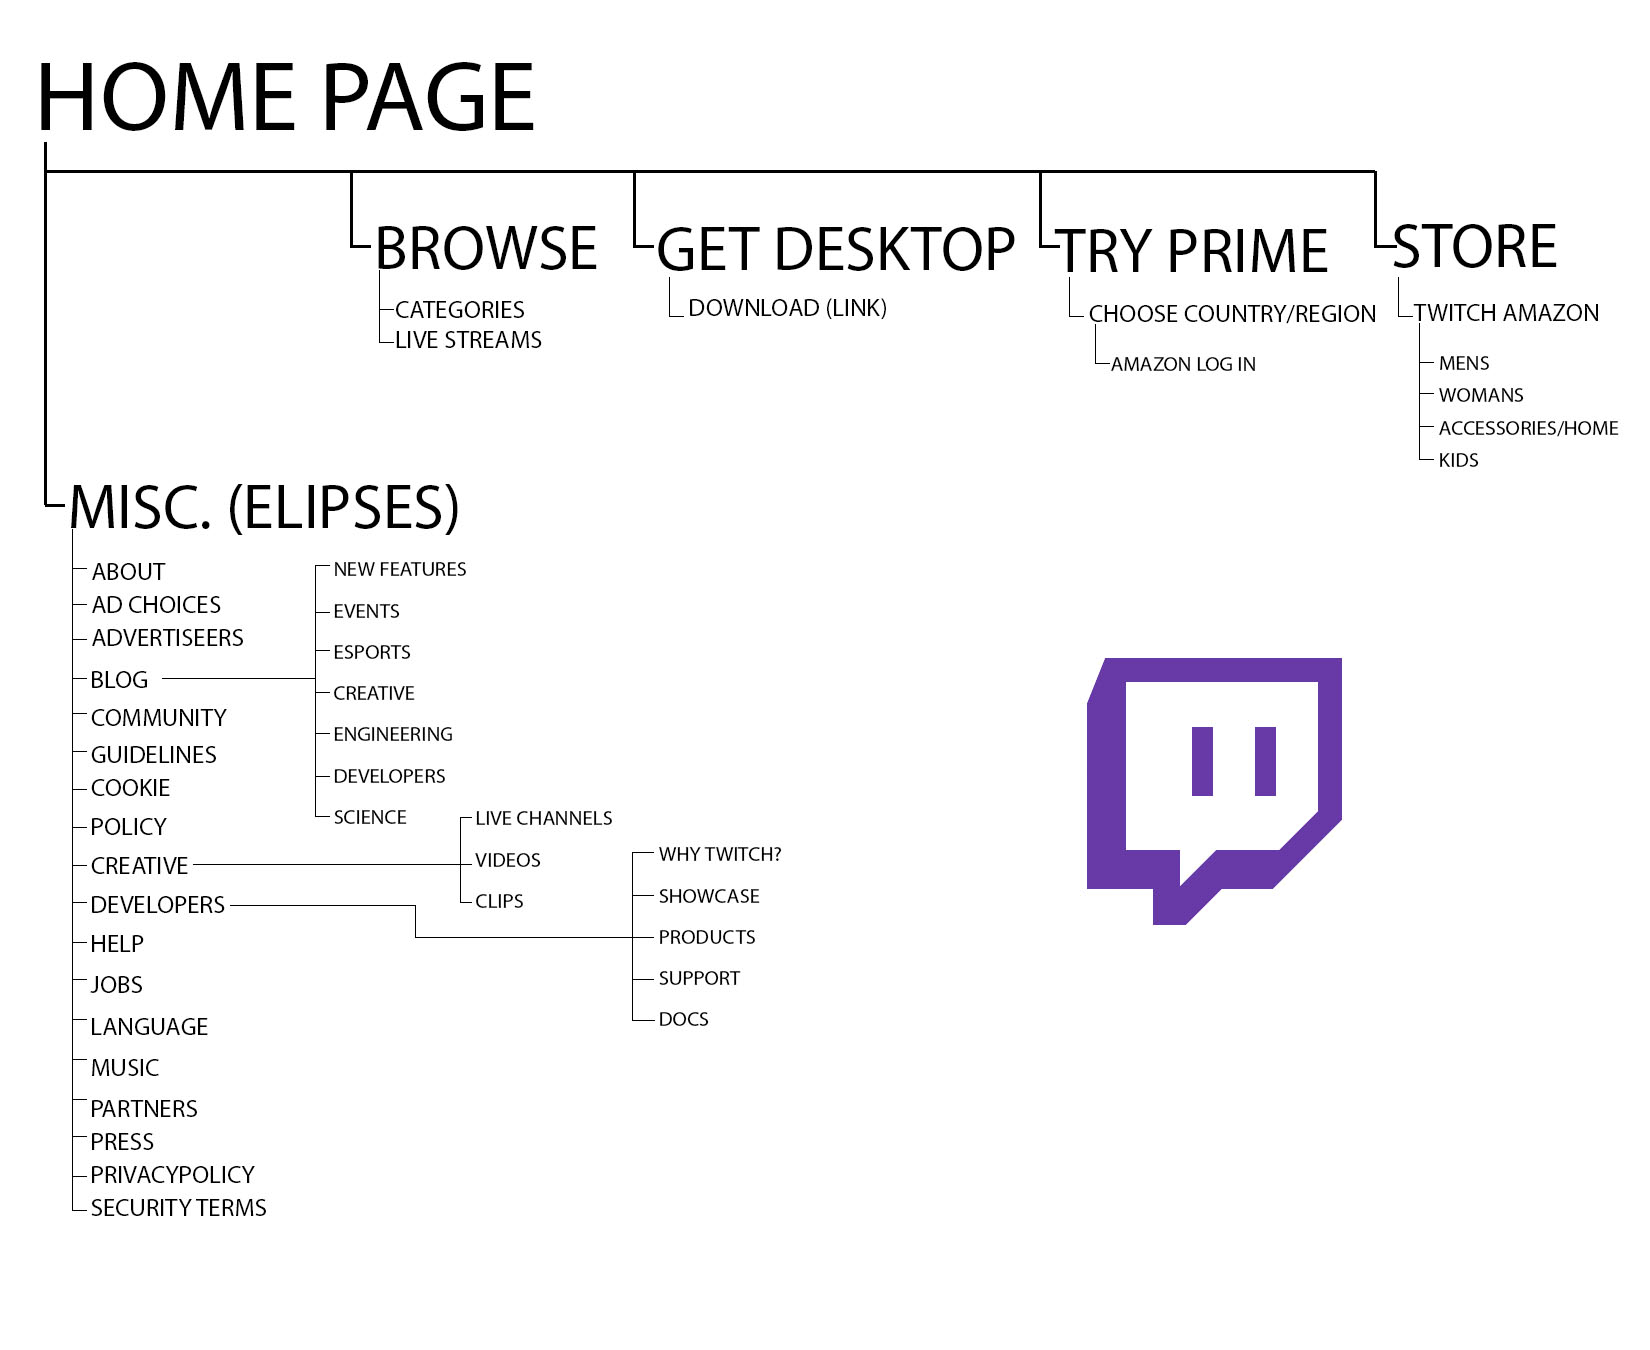 HOME PAGE
BROWSE
CATEGORIES
LIVE STREAMS
GET DESKTOP
DOWNLOAD (LINK)
TRY PRIME
CHOOSE COUNTRY/REGION
AMAZON LOG IN
STORE
TWITCH AMAZON
MENS
WOMANS
ACCESSORIES/HOME
KIDS
MISC. (ELIPSES)
ABOUT
AD CHOICES
ADVERTISEERS
BLOG
NEW FEATURES
EVENTS
ESPORTS
CREATIVE
ENGINEERING
DEVELOPERS
SCIENCE
COMMUNITY
GUIDELINES
COOKIE
POLICY
CREATIVE
LIVE CHANNELS
VIDEOS
CLIPS
DEVELOPERS
WHY TWITCH?
SHOWCASE
PRODUCTS
SUPPORT
DOCS
HELP
JOBS
LANGUAGE
MUSIC
PARTNERS
PRESS
PRIVACYPOLICY
SECURITY TERMS